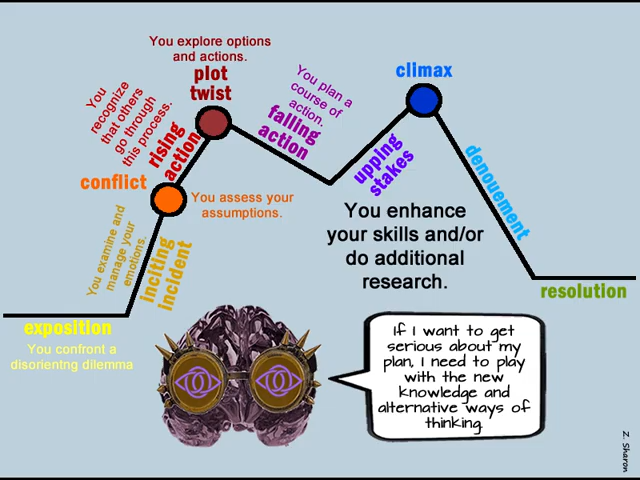 You explore options
and actions.
plot
twist
climax
You
recognize
that others
go through
this process.
rising
action
You plan a
course of
action.
falling
action
upping
stakes
denouement
conflict
You assess your
assumptions.
You examine and
manage your
emotions.
inciting
incident
You enhance
your skills and/or
do additional
research.
resolution
exposition
You confront a
disorientng dilemma
If I want to get
serious about my
plan, I need to play
with the new
knowledge and
alternative ways of
thinking.
Z. Sharon